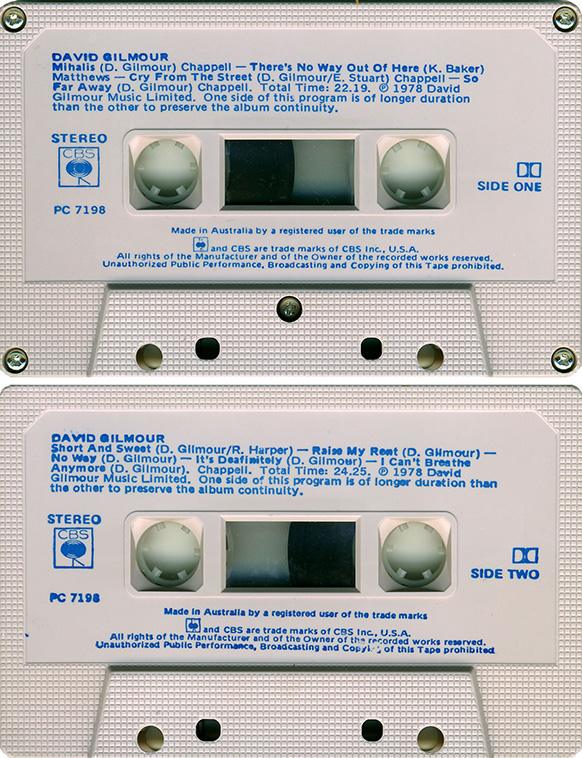 DAVID GILMOUR
Mihalis (D. Gilmour) Chappell — There's No Way Out Of Here (K. Baker)
Matthews — Cry From The Street (D. Gilmour/E. Stuart) Chappell — So
Far Away (D. Gilmour) Chappell. Total Time: 22.19. ℗ 1978 David
Gilmour Music Limited. One side of this program is of longer duration
than the other to preserve the album continuity.
STEREO
CBS
PC 7198
SIDE ONE
Made in Australia by a registered user of the trade marks
and CBS are trade marks of CBS Inc., U.S.A.
All rights of the Manufacturer and of the Owner of the recorded works reserved.
Unauthorized Public Performance, Broadcasting and Copying of this Tape prohibited.
DAVID GILMOUR
Short And Sweet (D. Gilmour/R. Harper) — Raise My Rent (D. Gilmour) —
No Way (D. Gilmour) — It's Deafinitely (D. Gilmour) — I Can't Breathe
Anymore (D. Gilmour). Chappell. Total Time: 24.25. ℗ 1978 David
Gilmour Music Limited. One side of this program is of longer duration than
the other to preserve the album continuity.
STEREO
CBS
PC 7198
SIDE TWO
Made in Australia by a registered user of the trade marks
and CBS are trade marks of CBS Inc., U.S.A.
All rights of the Manufacturer and of the Owner of the recorded works reserved.
Unauthorized Public Performance, Broadcasting and Copying of this Tape prohibited